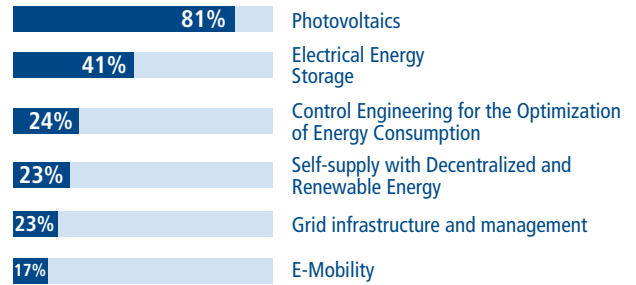 81% Photovoltaics
41% Electrical Energy
Storage
24% Control Engineering for the Optimization
of Energy Consumption
23% Self-supply with Decentralized and
Renewable Energy
23% Grid infrastructure and management
17% E-Mobility